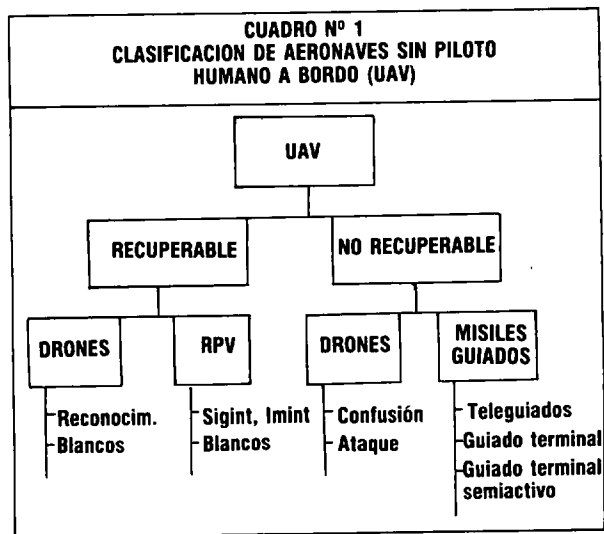 CUADRO Nº 1
CLASIFICACION DE AERONAVES SIN PILOTO
HUMANO A BORDO (UAV)
UAV
RECUPERABLE
NO RECUPERABLE
DRONES
RPV
DRONES
MISILES
GUIADOS
Reconocim.
Blancos
Sigint, Imint
Blancos
Confusión
Ataque
Teleguiados
Guiado terminal
Guiado terminal
semiactivo